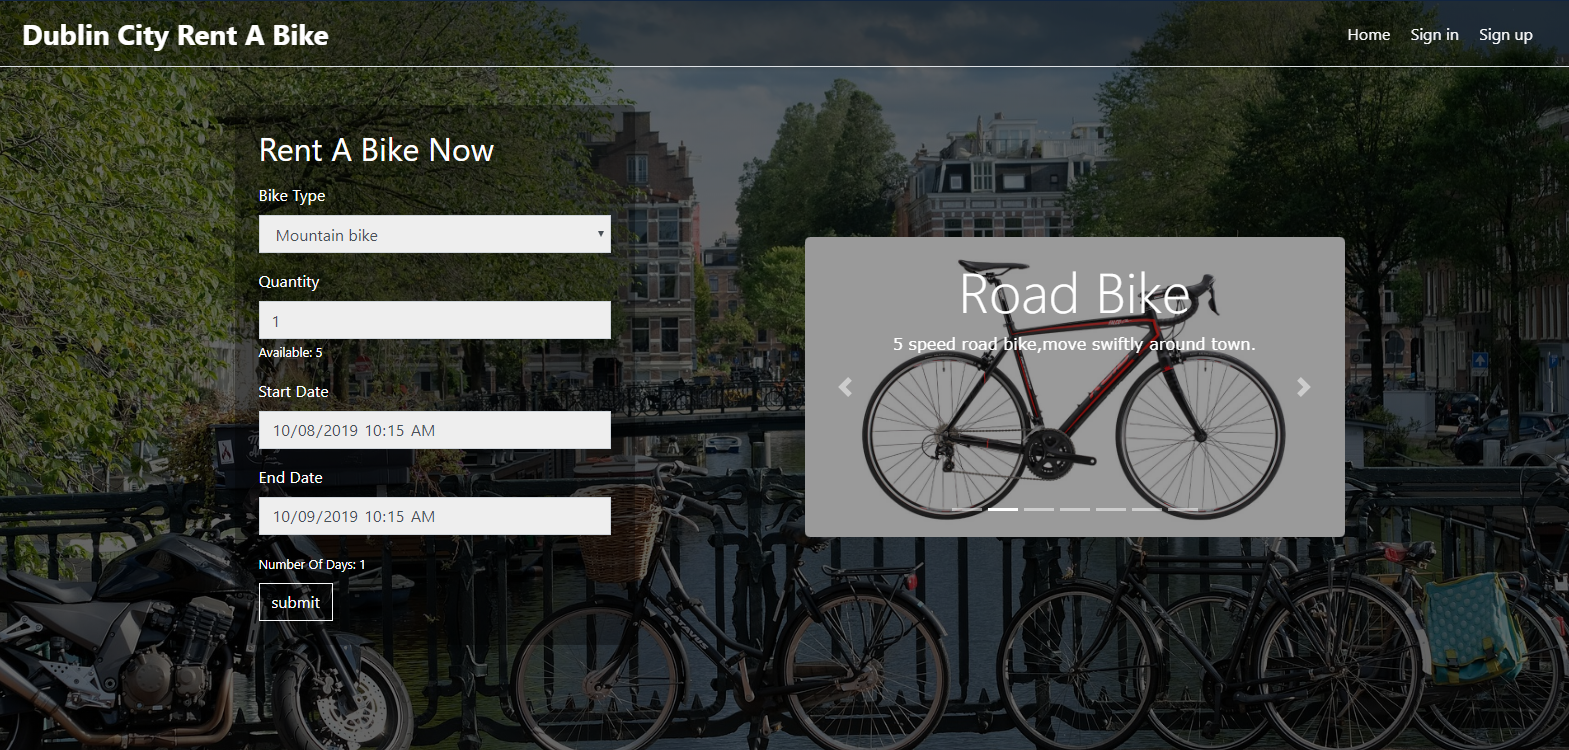 Dublin City Rent A Bike
Home Sign in Sign up
Rent A Bike Now
Bike Type
Mountain bike
Quantity
1
Available: 5
Start Date
10/08/2019 10:15 AM
End Date
10/09/2019 10:15 AM
Number Of Days: 1
submit
Road Bike
5 speed road bike,move swiftly around town.
BATAVUS